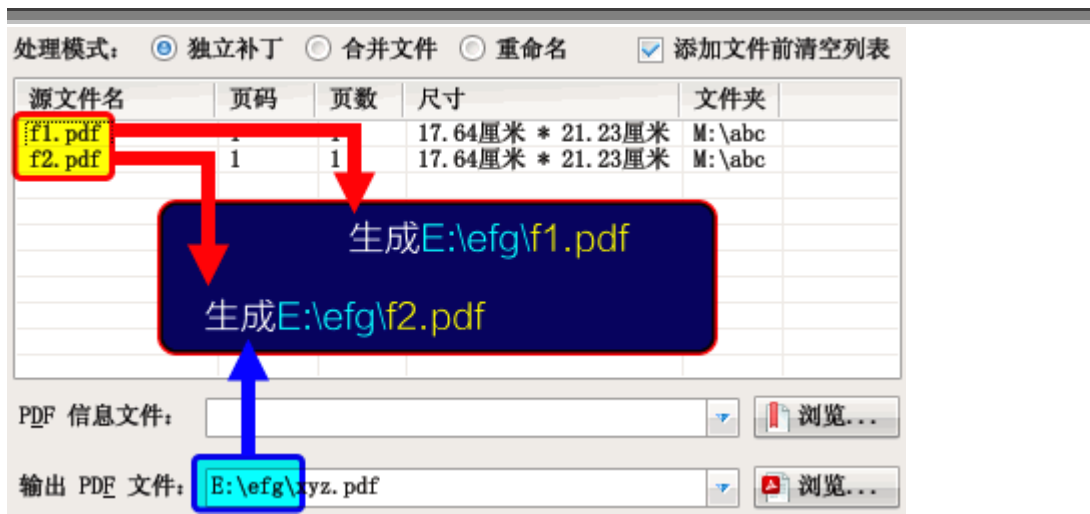 处理模式： 独立补丁 合并文件 重命名 添加文件前清空列表
源文件名 页码 页数 尺寸 文件夹
f1.pdf 1 1 17.64厘米 * 21.23厘米 M:\abc
f2.pdf 1 1 17.64厘米 * 21.23厘米 M:\abc
生成E:\efg\f1.pdf
生成E:\efg\f2.pdf
PDF 信息文件： 浏览...
输出 PDF 文件： E:\efg\xyz.pdf 浏览...